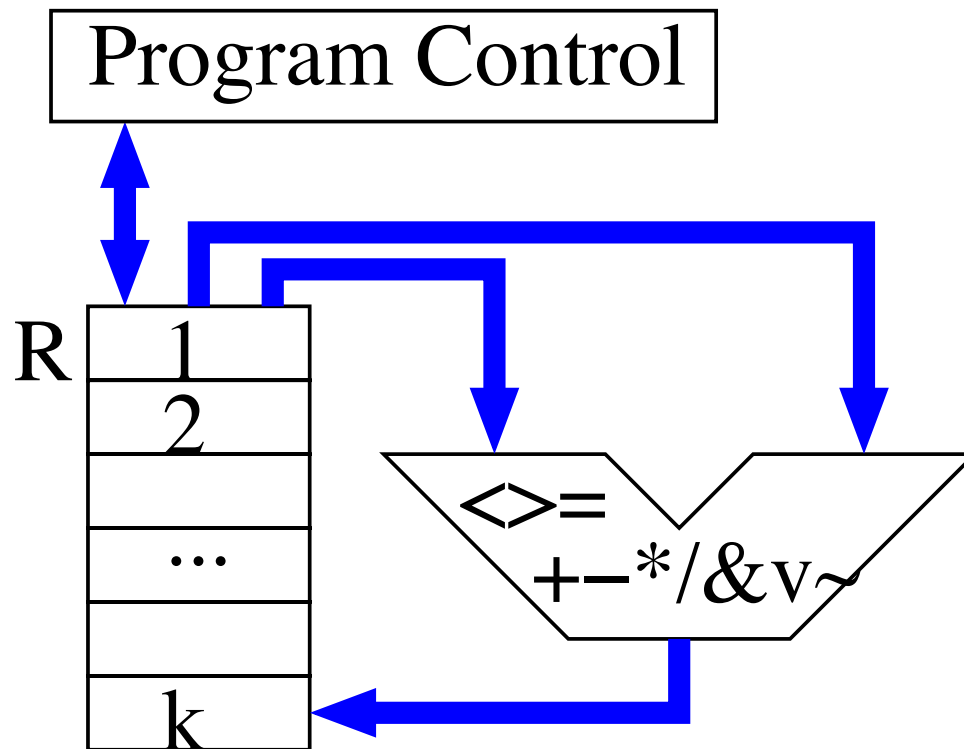 Program Control
R
1
2
<>=
...
+−*/&v~
k